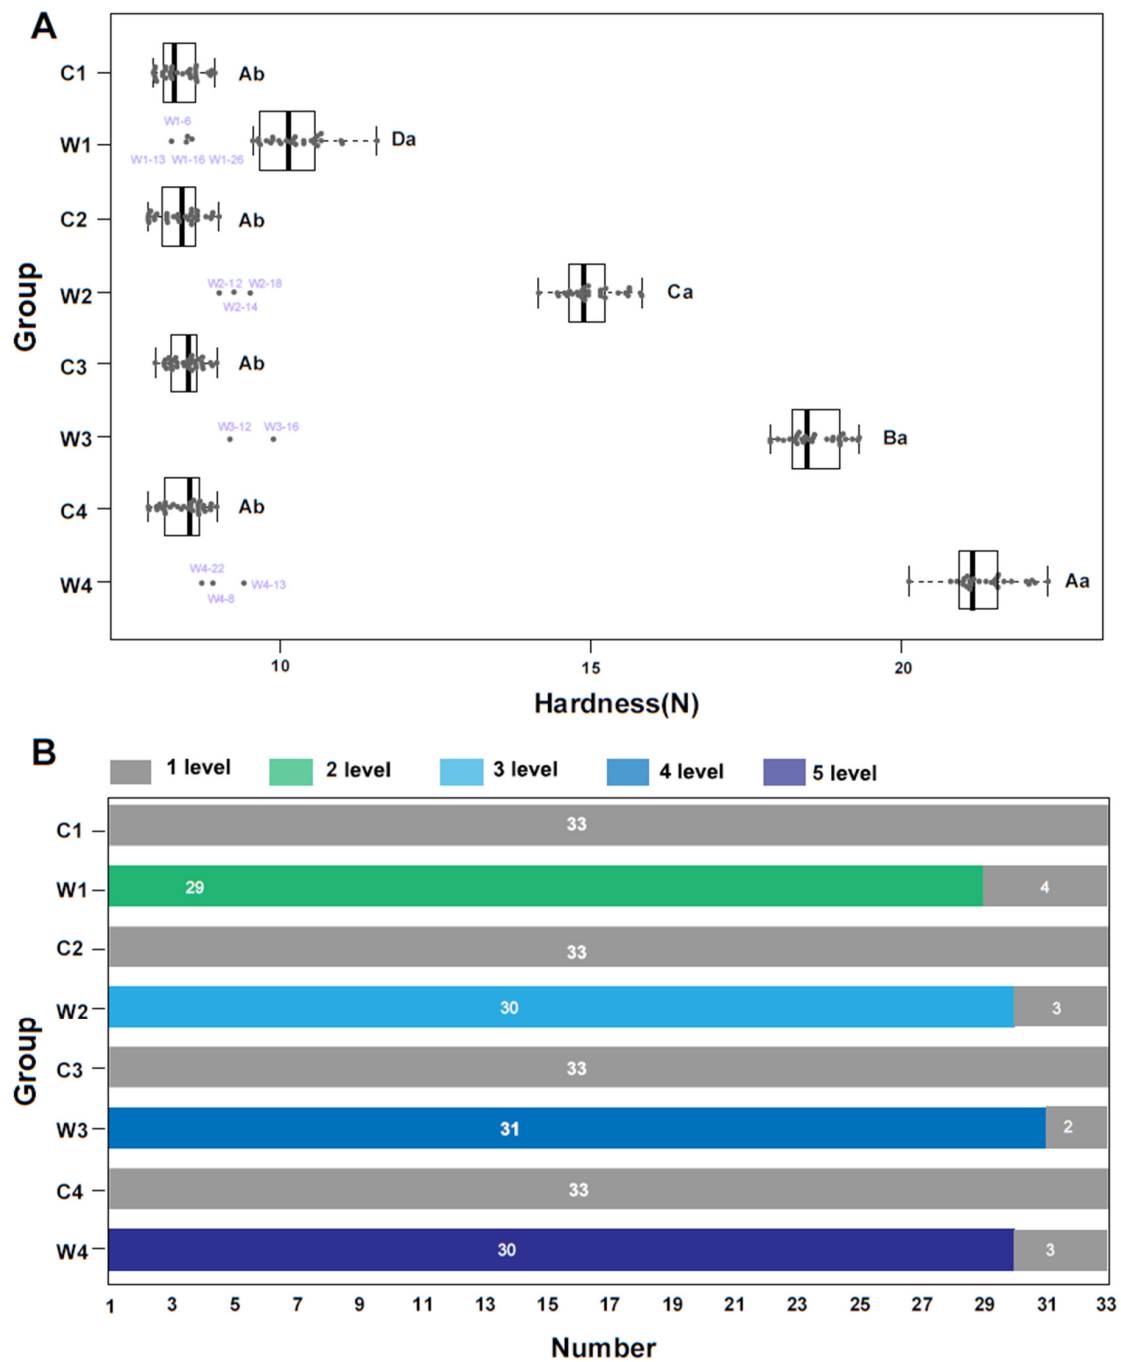 A
C1
Ab
W1-6
W1
Da
W1-13 W1-16 W1-26
C2
Ab
W2-12 W2-18
W2
Ca
W2-14
C3
Ab
W3-12 W3-16
W3
Ba
C4
Ab
W4-22
W4
W4-13
Aa
W4-8
Group
10 15 20
Hardness(N)
B
1 level 2 level 3 level 4 level 5 level
C1 33
W1 29 4
C2 33
W2 30 3
C3 33
W3 31 2
C4 33
W4 30 3
Group
1 3 5 7 9 11 13 15 17 19 21 23 25 27 29 31 33
Number